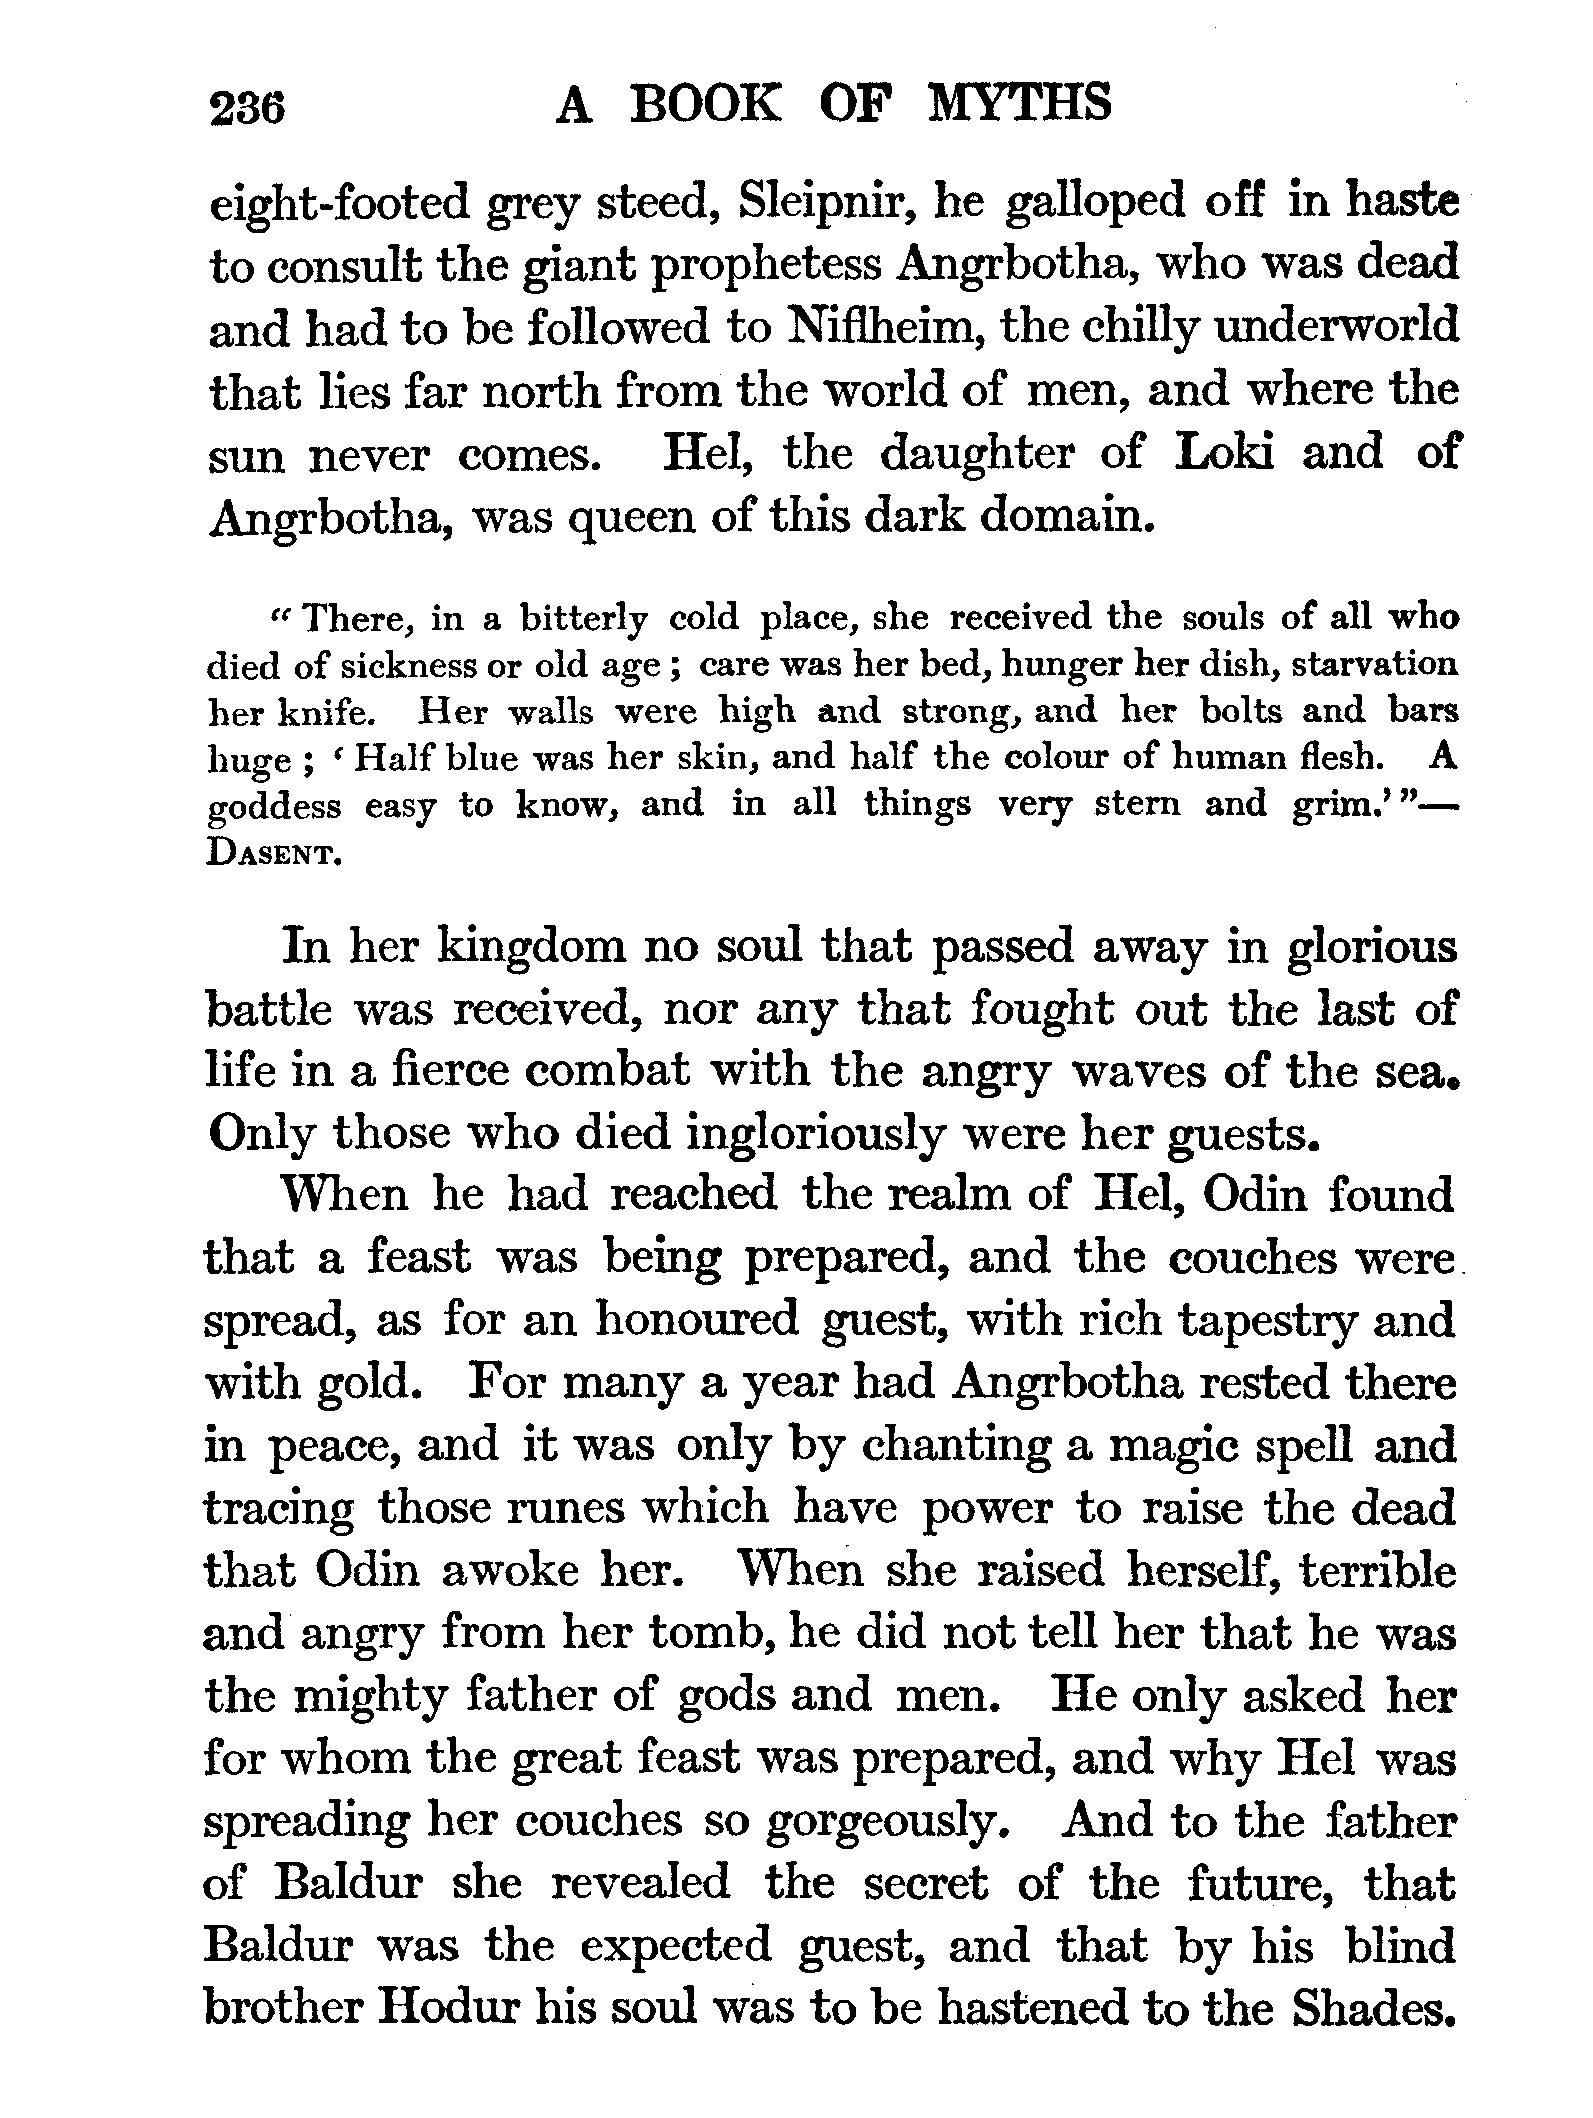 236 A BOOK OF MYTHS
eight-footed grey steed, Sleipnir, he galloped off in haste
to consult the giant prophetess Angrbotha, who was dead
and had to be followed to Niflheim, the chilly underworld
that lies far north from the world of men, and where the
sun never comes. Hel, the daughter of Loki and of
Angrbotha, was queen of this dark domain.
“ There, in a bitterly cold place, she received the souls of all who
died of sickness or old age ; care was her bed, hunger her dish, starvation
her knife. Her walls were high and strong, and her bolts and bars
huge ; ‘ Half blue was her skin, and half the colour of human flesh. A
goddess easy to know, and in all things very stern and grim.’ ”—
DASENT.
In her kingdom no soul that passed away in glorious
battle was received, nor any that fought out the last of
life in a fierce combat with the angry waves of the sea.
Only those who died ingloriously were her guests.
When he had reached the realm of Hel, Odin found
that a feast was being prepared, and the couches were
spread, as for an honoured guest, with rich tapestry and
with gold. For many a year had Angrbotha rested there
in peace, and it was only by chanting a magic spell and
tracing those runes which have power to raise the dead
that Odin awoke her. When she raised herself, terrible
and angry from her tomb, he did not tell her that he was
the mighty father of gods and men. He only asked her
for whom the great feast was prepared, and why Hel was
spreading her couches so gorgeously. And to the father
of Baldur she revealed the secret of the future, that
Baldur was the expected guest, and that by his blind
brother Hodur his soul was to be hastened to the Shades.